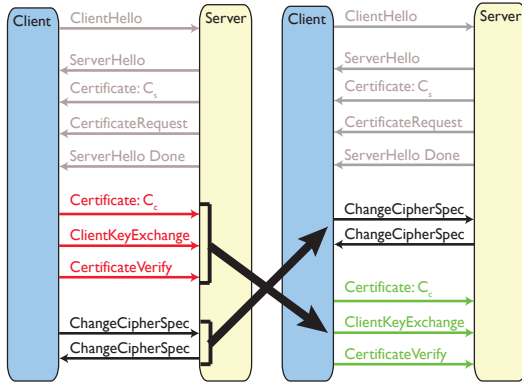 Client
ClientHello
Server
ServerHello
Certificate: Cs
CertificateRequest
ServerHello Done
Certificate: Cc
ClientKeyExchange
CertificateVerify
ChangeCipherSpec
ChangeCipherSpec
Client
ClientHello
Server
ServerHello
Certificate: Cs
CertificateRequest
ServerHello Done
ChangeCipherSpec
ChangeCipherSpec
Certificate: Cc
ClientKeyExchange
CertificateVerify